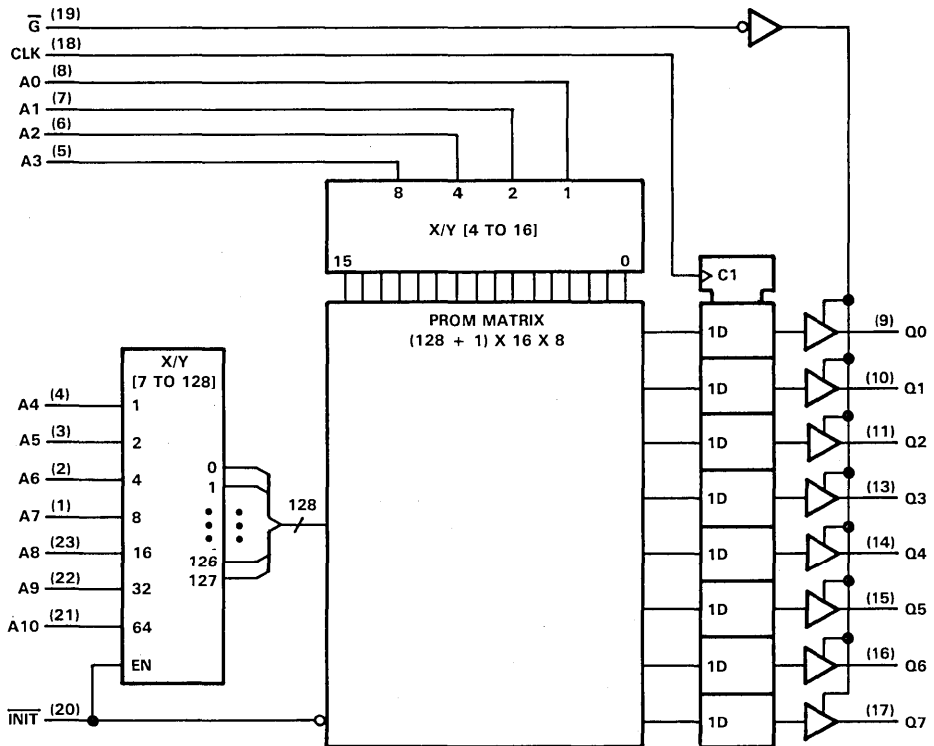 G̅ (19)
CLK (18)
A0 (8)
A1 (7)
A2 (6)
A3 (5)
8 4 2 1
X/Y [4 TO 16]
15 0
C1
PROM MATRIX
(128 + 1) X 16 X 8
1D (9) Q0
1D (10) Q1
1D (11) Q2
1D (13) Q3
1D (14) Q4
1D (15) Q5
1D (16) Q6
1D (17) Q7
X/Y
[7 TO 128]
A4 (4) 1
A5 (3) 2
A6 (2) 4
A7 (1) 8
A8 (23) 16
A9 (22) 32
A10 (21) 64
EN
0
1
126
127
128
I̅N̅I̅T̅ (20)